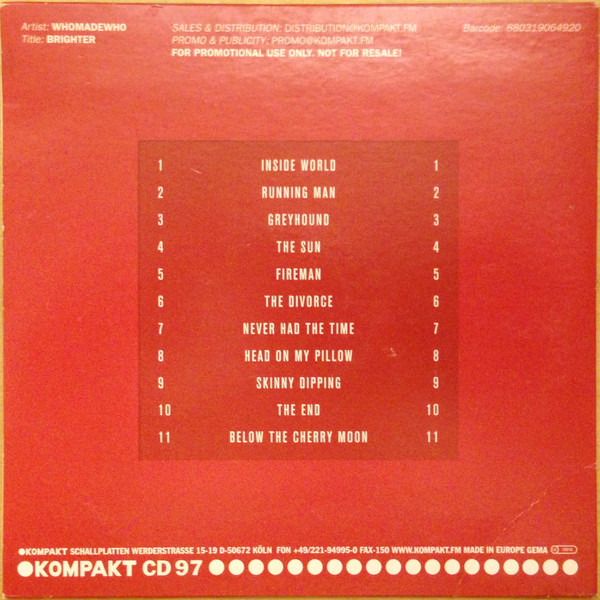 Artist: WHOMADEWHO
Title: BRIGHTER
SALES & DISTRIBUTION: DISTRIBUTION@KOMPAKT.FM
PROMO & PUBLICITY: PROMO@KOMPAKT.FM
FOR PROMOTIONAL USE ONLY. NOT FOR RESALE!
Barcode: 880319064920
1 INSIDE WORLD 1
2 RUNNING MAN 2
3 GREYHOUND 3
4 THE SUN 4
5 FIREMAN 5
6 THE DIVORCE 6
7 NEVER HAD THE TIME 7
8 HEAD ON MY PILLOW 8
9 SKINNY DIPPING 9
10 THE END 10
11 BELOW THE CHERRY MOON 11
KOMPAKT SCHALLPLATTEN WERDERSTRASSE 15-19 D-50672 KÖLN FON +49/221-94995-0 FAX-150 WWW.KOMPAKT.FM MADE IN EUROPE GEMA
KOMPAKT CD 97